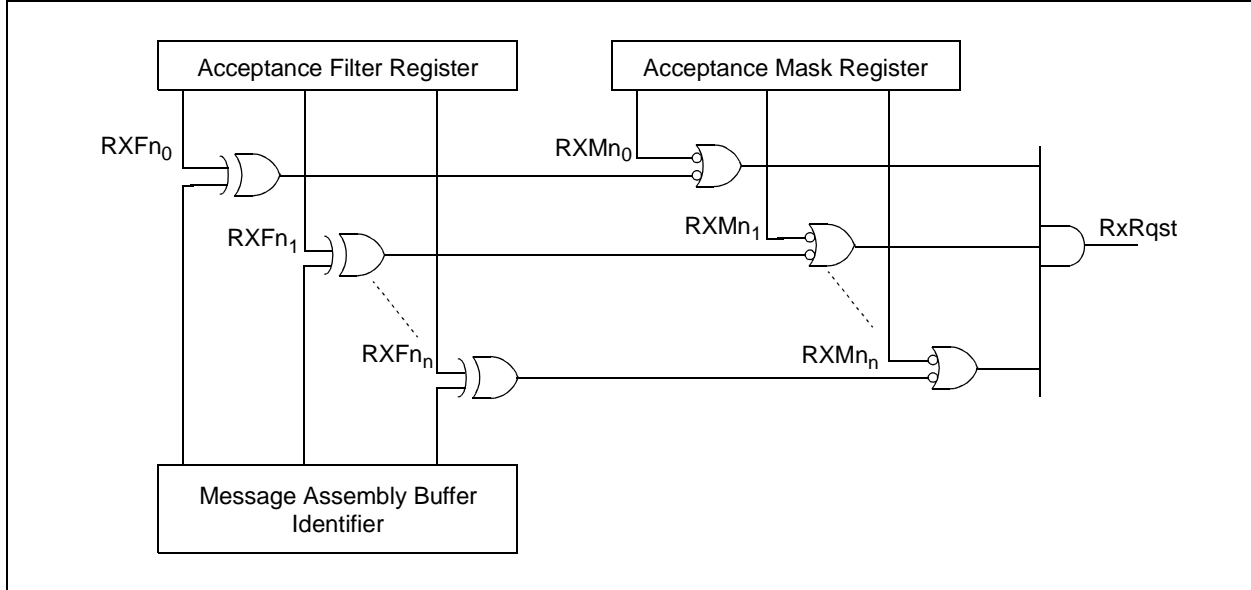 Acceptance Filter Register
Acceptance Mask Register
RXFn0
RXMn0
RXFn1
RXMn1
RxRqst
RXFnn
RXMnn
Message Assembly Buffer
Identifier